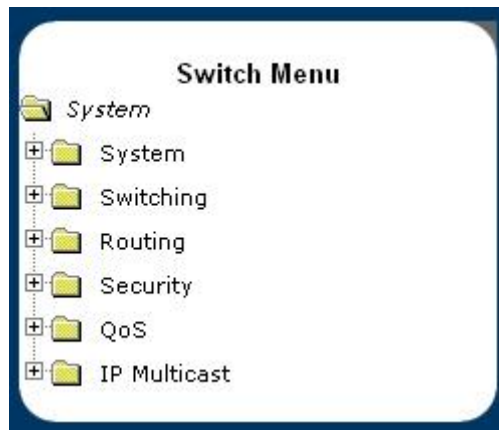 Switch Menu
System
System
Switching
Routing
Security
QoS
IP Multicast